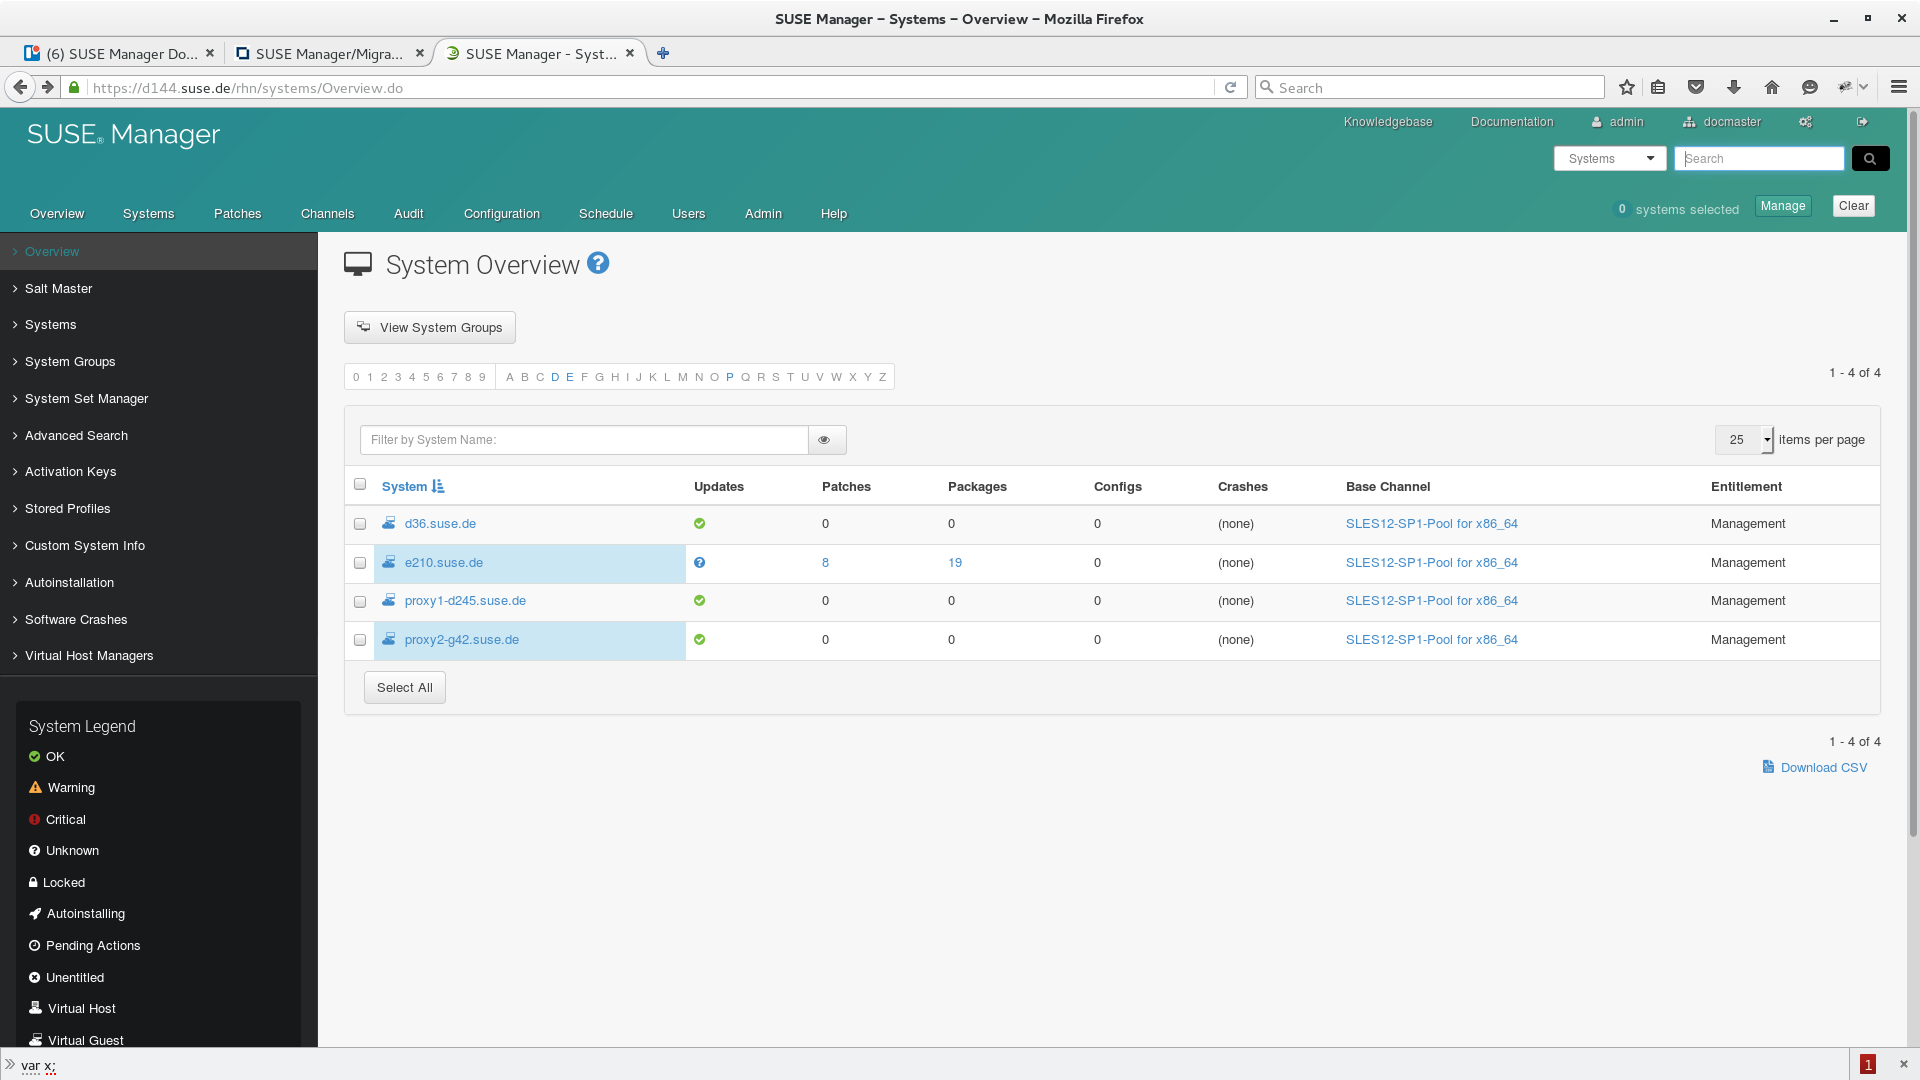 SUSE Manager – Systems – Overview – Mozilla Firefox
(6) SUSE Manager Do...
SUSE Manager/Migra...
SUSE Manager - Syst...
https://d144.suse.de/rhn/systems/Overview.do
Search
SUSE® Manager
Knowledgebase Documentation admin docmaster
Systems Search
Overview Systems Patches Channels Audit Configuration Schedule Users Admin Help
0 systems selected Manage Clear
Overview
Salt Master
Systems
System Groups
System Set Manager
Advanced Search
Activation Keys
Stored Profiles
Custom System Info
Autoinstallation
Software Crashes
Virtual Host Managers
System Legend
OK
Warning
Critical
Unknown
Locked
Autoinstalling
Pending Actions
Unentitled
Virtual Host
Virtual Guest
System Overview
View System Groups
0 1 2 3 4 5 6 7 8 9 A B C D E F G H I J K L M N O P Q R S T U V W X Y Z
1 - 4 of 4
Filter by System Name:
25 items per page
System Updates Patches Packages Configs Crashes Base Channel Entitlement
d36.suse.de 0 0 0 (none) SLES12-SP1-Pool for x86_64 Management
e210.suse.de 8 19 0 (none) SLES12-SP1-Pool for x86_64 Management
proxy1-d245.suse.de 0 0 0 (none) SLES12-SP1-Pool for x86_64 Management
proxy2-g42.suse.de 0 0 0 (none) SLES12-SP1-Pool for x86_64 Management
Select All
1 - 4 of 4
Download CSV
var x;
1